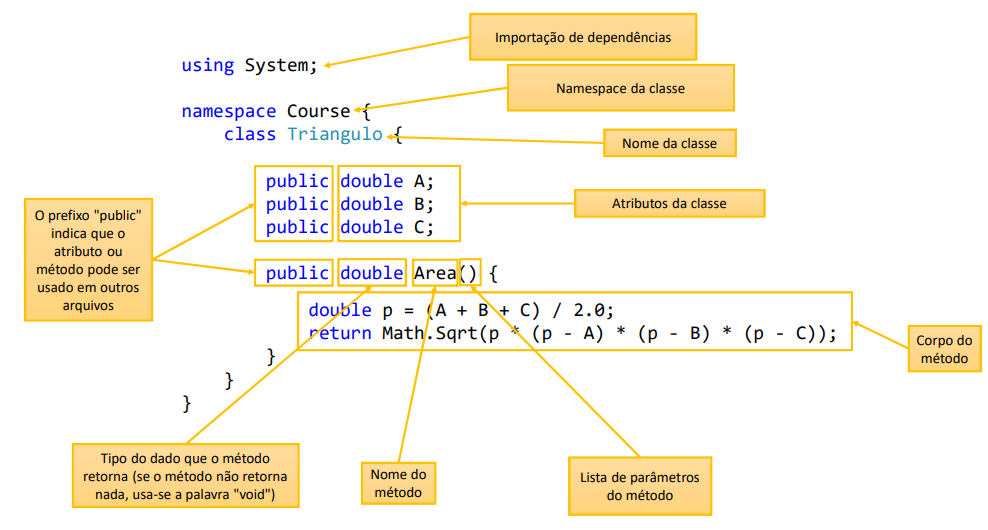 Importação de dependências
using System;
Namespace da classe
namespace Course {
class Triangulo {
Nome da classe
public double A;
public double B;
public double C;
Atributos da classe
O prefixo "public"
indica que o
atributo ou
método pode ser
usado em outros
arquivos
public double Area() {
double p = (A + B + C) / 2.0;
return Math.Sqrt(p * (p - A) * (p - B) * (p - C));
Corpo do
método
}
}
}
Tipo do dado que o método
retorna (se o método não retorna
nada, usa-se a palavra "void")
Nome do
método
Lista de parâmetros
do método